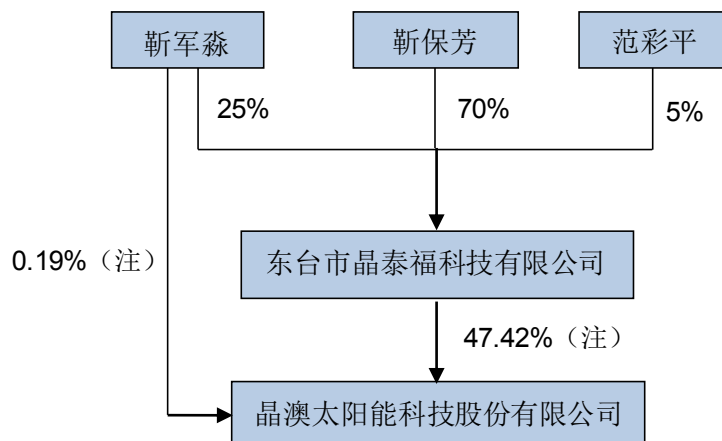 靳军淼
靳保芳
范彩平
25%
70%
5%
0.19%（注）
东台市晶泰福科技有限公司
47.42%（注）
晶澳太阳能科技股份有限公司